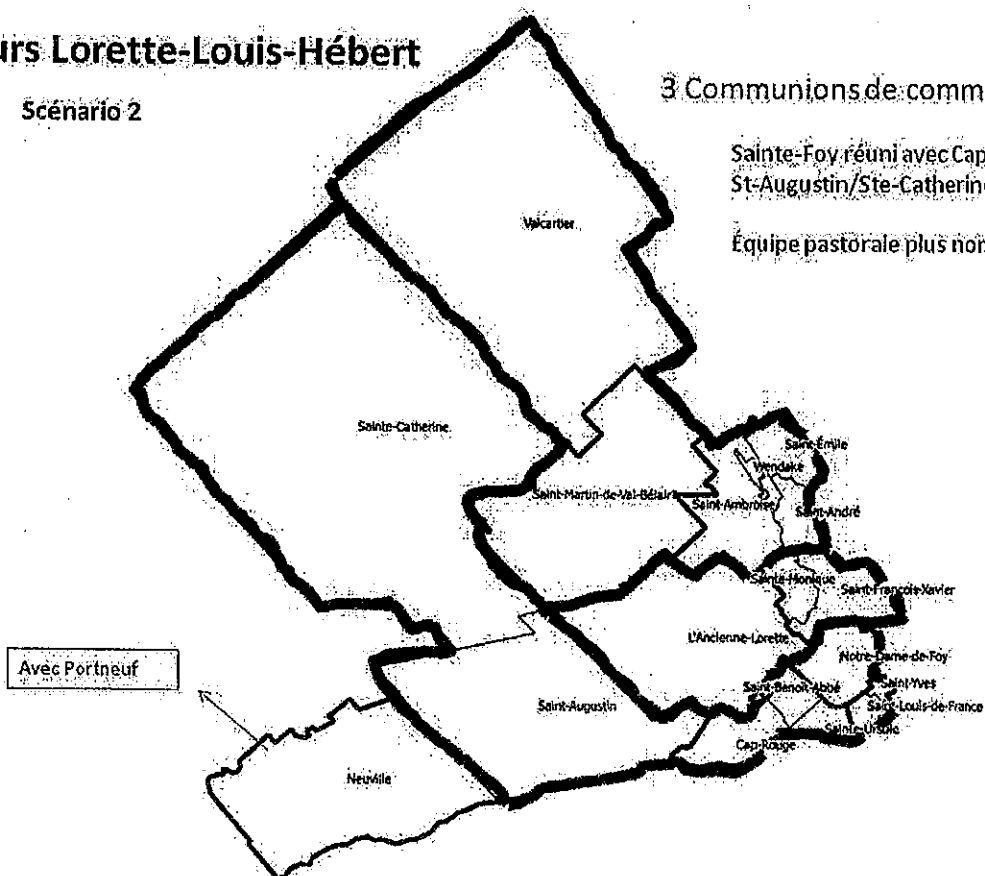 urs Lorette-Louis-Hébert
Scénario 2
3 Communions de comm
Sainte-Foy réuni avec Cap
St-Augustin/Ste-Catherine
Équipe pastorale plus nom
Valcartier
Sainte-Catherine
Saint-Émile
Wendake
Saint-Martin-de-Val-Bélair
Saint-Ambroise
Saint-André
Sainte-Monique
Saint-François-Xavier
L'Ancienne-Lorette
Notre-Dame-de-Foy
Avec Portneuf
Saint-Benoît-Abbé
Saint-Yves
Saint-Augustin
Saint-Louis-de-France
Sainte-Ursule
Cap-Rouge
Neuville